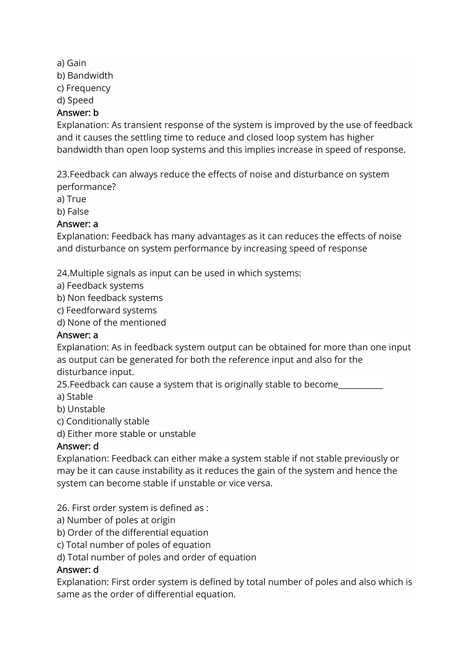 a) Gain
b) Bandwidth
c) Frequency
d) Speed
Answer: b
Explanation: As transient response of the system is improved by the use of feedback
and it causes the settling time to reduce and closed loop system has higher
bandwidth than open loop systems and this implies increase in speed of response.
23.Feedback can always reduce the effects of noise and disturbance on system
performance?
a) True
b) False
Answer: a
Explanation: Feedback has many advantages as it can reduces the effects of noise
and disturbance on system performance by increasing speed of response
24.Multiple signals as input can be used in which systems:
a) Feedback systems
b) Non feedback systems
c) Feedforward systems
d) None of the mentioned
Answer: a
Explanation: As in feedback system output can be obtained for more than one input
as output can be generated for both the reference input and also for the
disturbance input.
25.Feedback can cause a system that is originally stable to become__________
a) Stable
b) Unstable
c) Conditionally stable
d) Either more stable or unstable
Answer: d
Explanation: Feedback can either make a system stable if not stable previously or
may be it can cause instability as it reduces the gain of the system and hence the
system can become stable if unstable or vice versa.
26. First order system is defined as :
a) Number of poles at origin
b) Order of the differential equation
c) Total number of poles of equation
d) Total number of poles and order of equation
Answer: d
Explanation: First order system is defined by total number of poles and also which is
same as the order of differential equation.